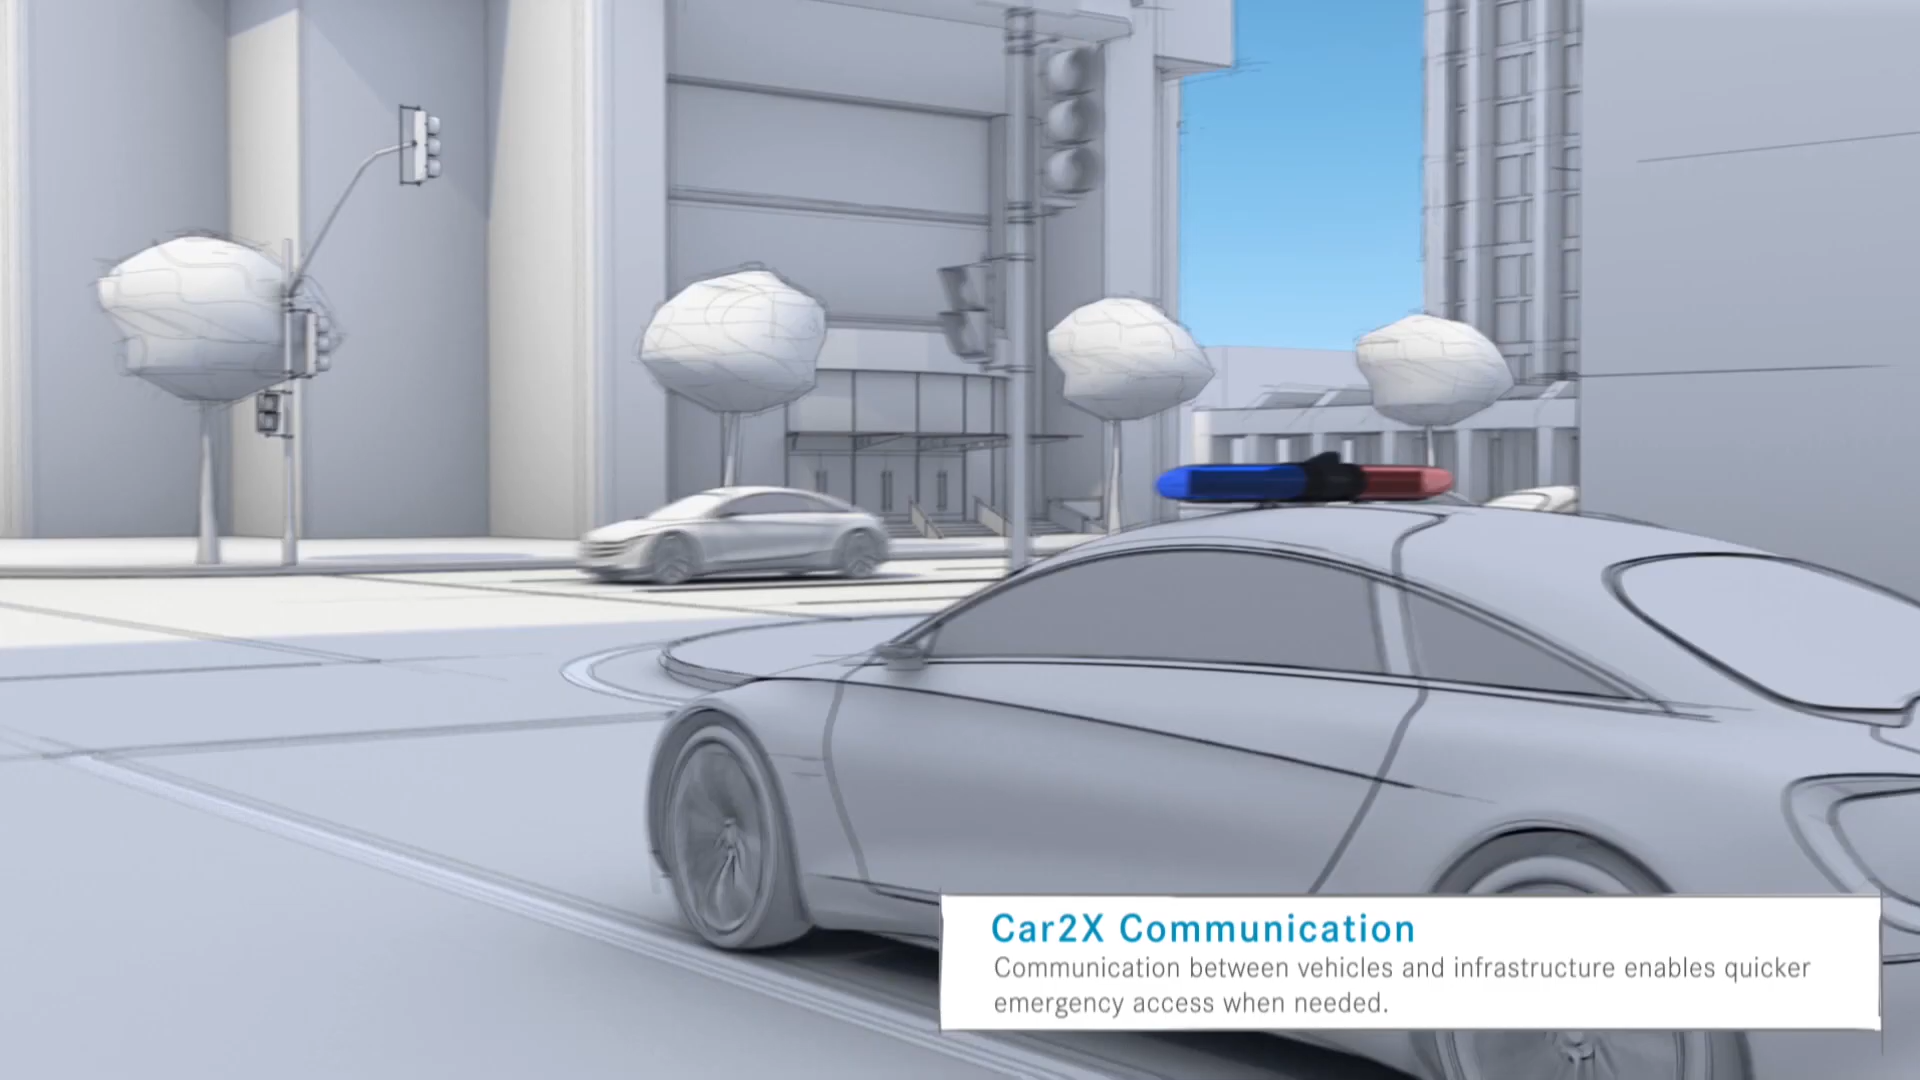 Car2X Communication
Communication between vehicles and infrastructure enables quicker
emergency access when needed.